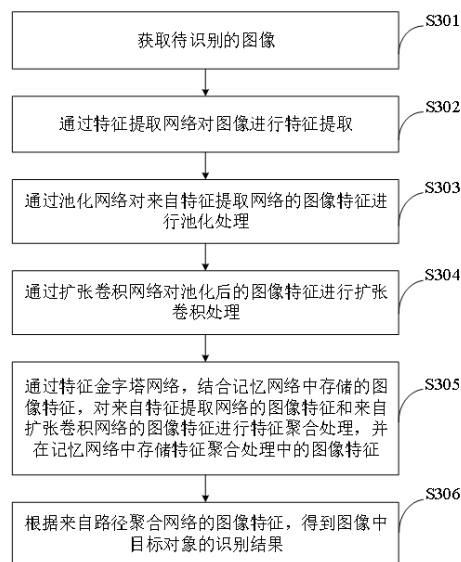 S301
获取待识别的图像
S302
通过特征提取网络对图像进行特征提取
S303
通过池化网络对来自特征提取网络的图像特征进
行池化处理
S304
通过扩张卷积网络对池化后的图像特征进行扩张
卷积处理
S305
通过特征金字塔网络，结合记忆网络中存储的图
像特征，对来自特征提取网络的图像特征和来自
扩张卷积网络的图像特征进行特征聚合处理，并
在记忆网络中存储特征聚合处理中的图像特征
S306
根据来自路径聚合网络的图像特征，得到图像中
目标对象的识别结果